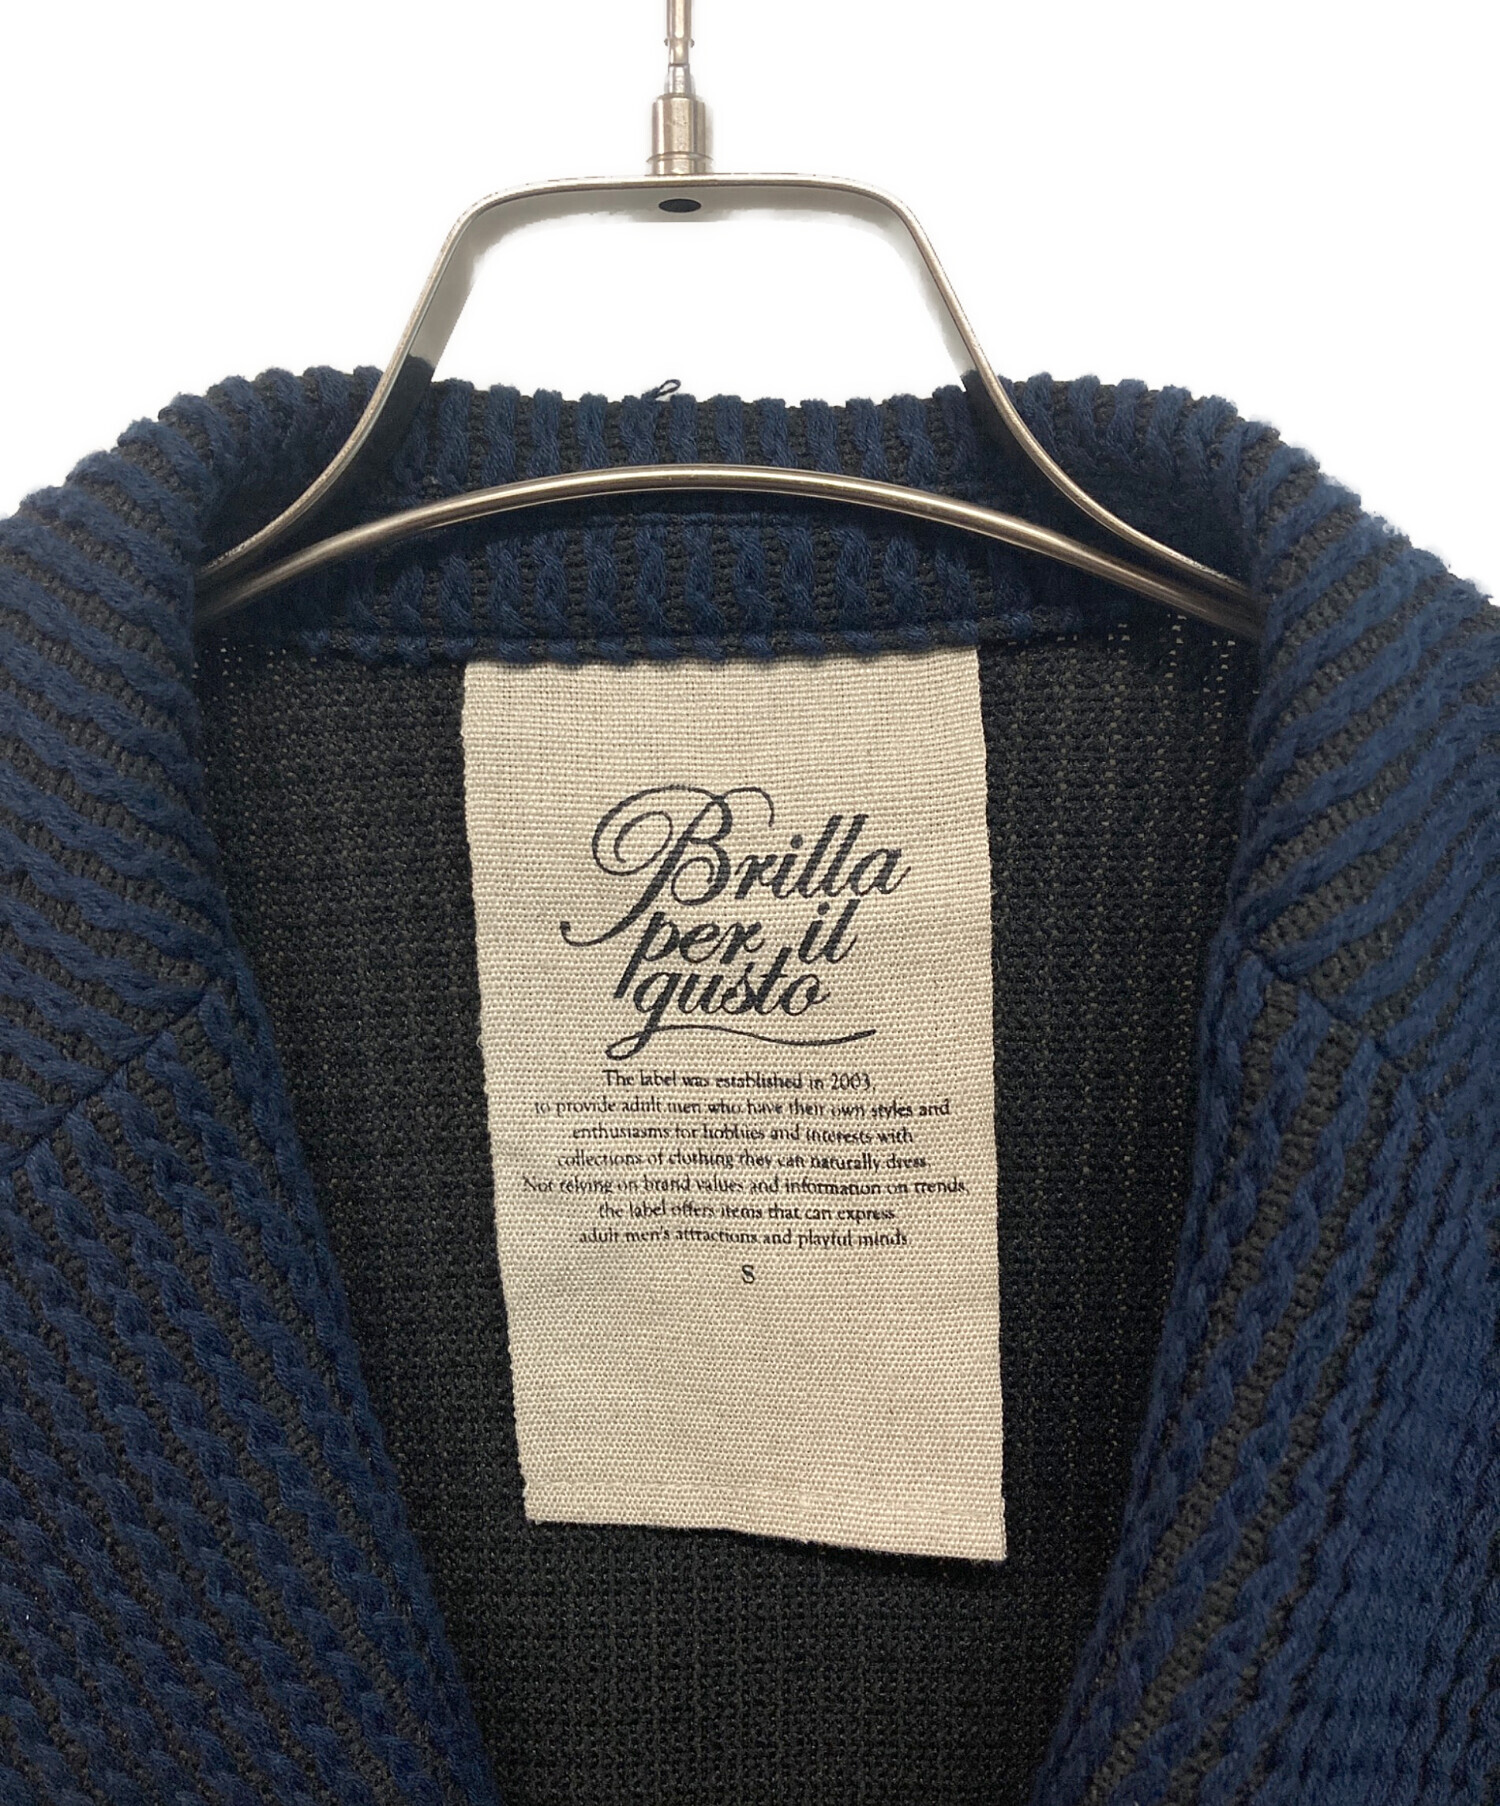 Brilla
per il
gusto
The label was established in 2003,
to provide adult men who have their own styles and
enthusiasms for hobbies and interests with
collections of clothing they can naturally dress.
Not relying on brand values and information on trends,
the label offers items that can express
adult men's attractions and playful minds.
S